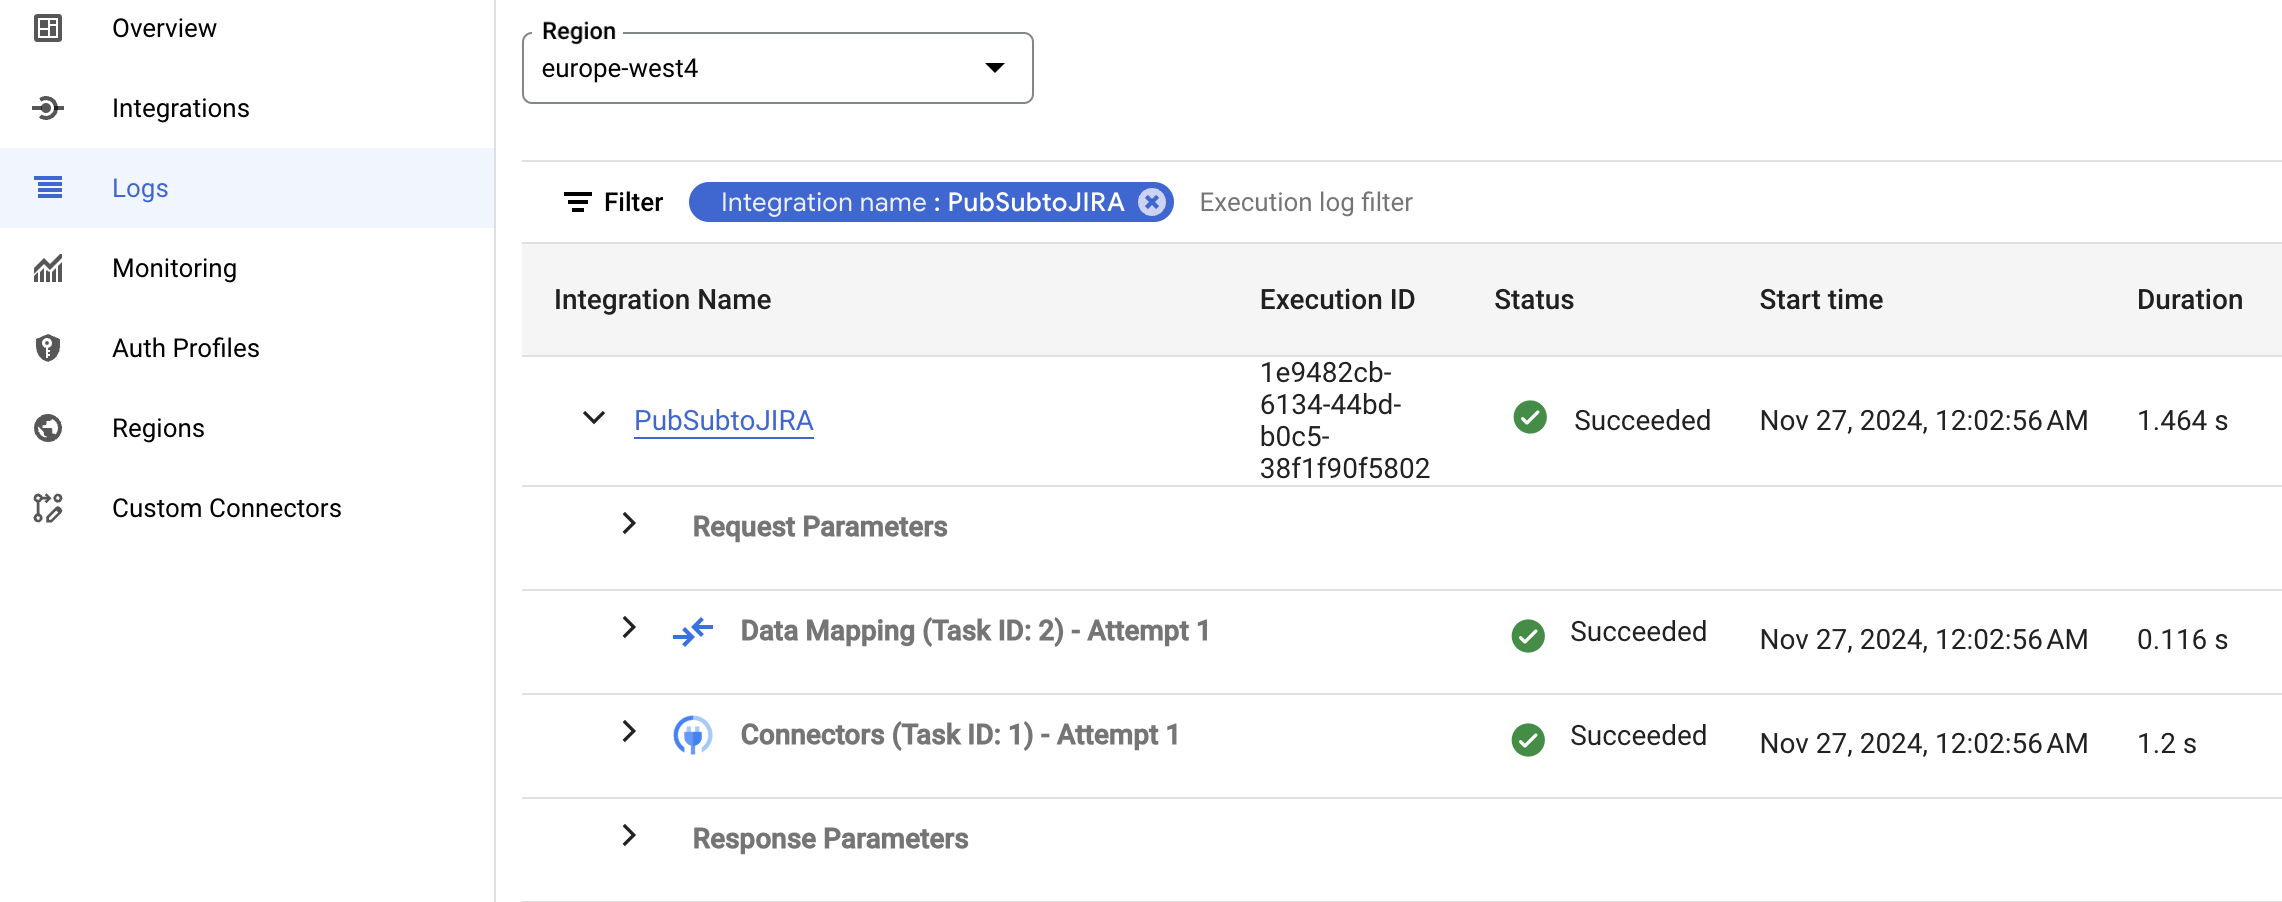 Overview
Integrations
Logs
Monitoring
Auth Profiles
Regions
Custom Connectors
Region
europe-west4
Filter Integration name : PubSubtoJIRA Execution log filter
Integration Name Execution ID Status Start time Duration
PubSubtoJIRA 1e9482cb-
6134-44bd-
b0c5-
38f1f90f5802 Succeeded Nov 27, 2024, 12:02:56 AM 1.464 s
Request Parameters
Data Mapping (Task ID: 2) - Attempt 1 Succeeded Nov 27, 2024, 12:02:56 AM 0.116 s
Connectors (Task ID: 1) - Attempt 1 Succeeded Nov 27, 2024, 12:02:56 AM 1.2 s
Response Parameters